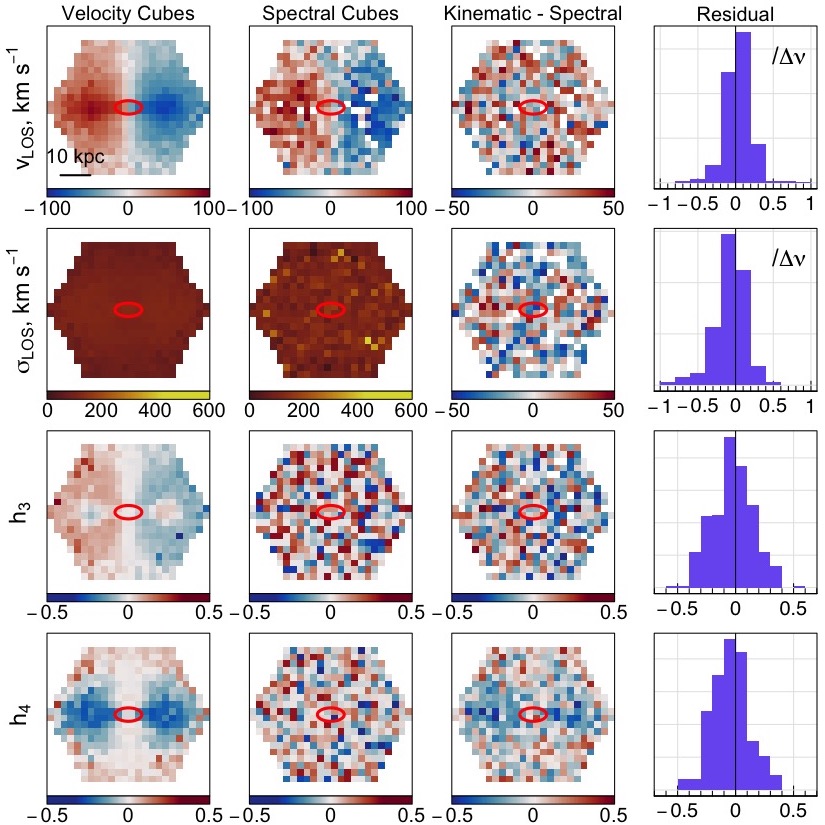 Velocity Cubes Spectral Cubes Kinematic - Spectral Residual
vLOS, km s−1
10 kpc
/Δν
−100 0 100 −100 0 100 −50 0 50 −1 −0.5 0 0.5 1
σLOS, km s−1
/Δν
0 200 400 600 0 200 400 600 −50 0 50 −1 −0.5 0 0.5 1
h3
−0.5 0 0.5 −0.5 0 0.5 −0.5 0 0.5 −0.5 0 0.5
h4
−0.5 0 0.5 −0.5 0 0.5 −0.5 0 0.5 −0.5 0 0.5